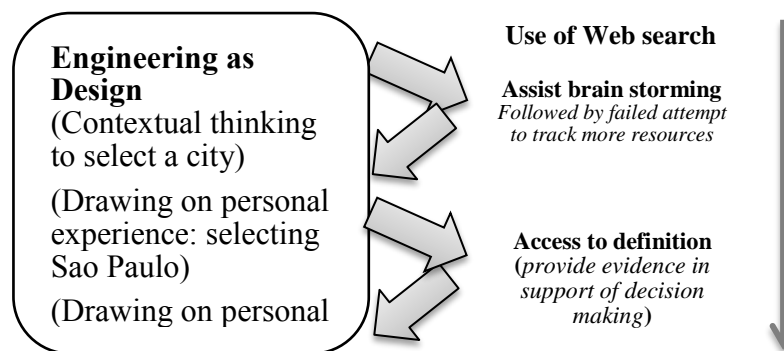 Engineering as
Design
(Contextual thinking
to select a city)
(Drawing on personal
experience: selecting
Sao Paulo)
(Drawing on personal
Use of Web search
Assist brain storming
Followed by failed attempt
to track more resources
Access to definition
(provide evidence in
support of decision
making)